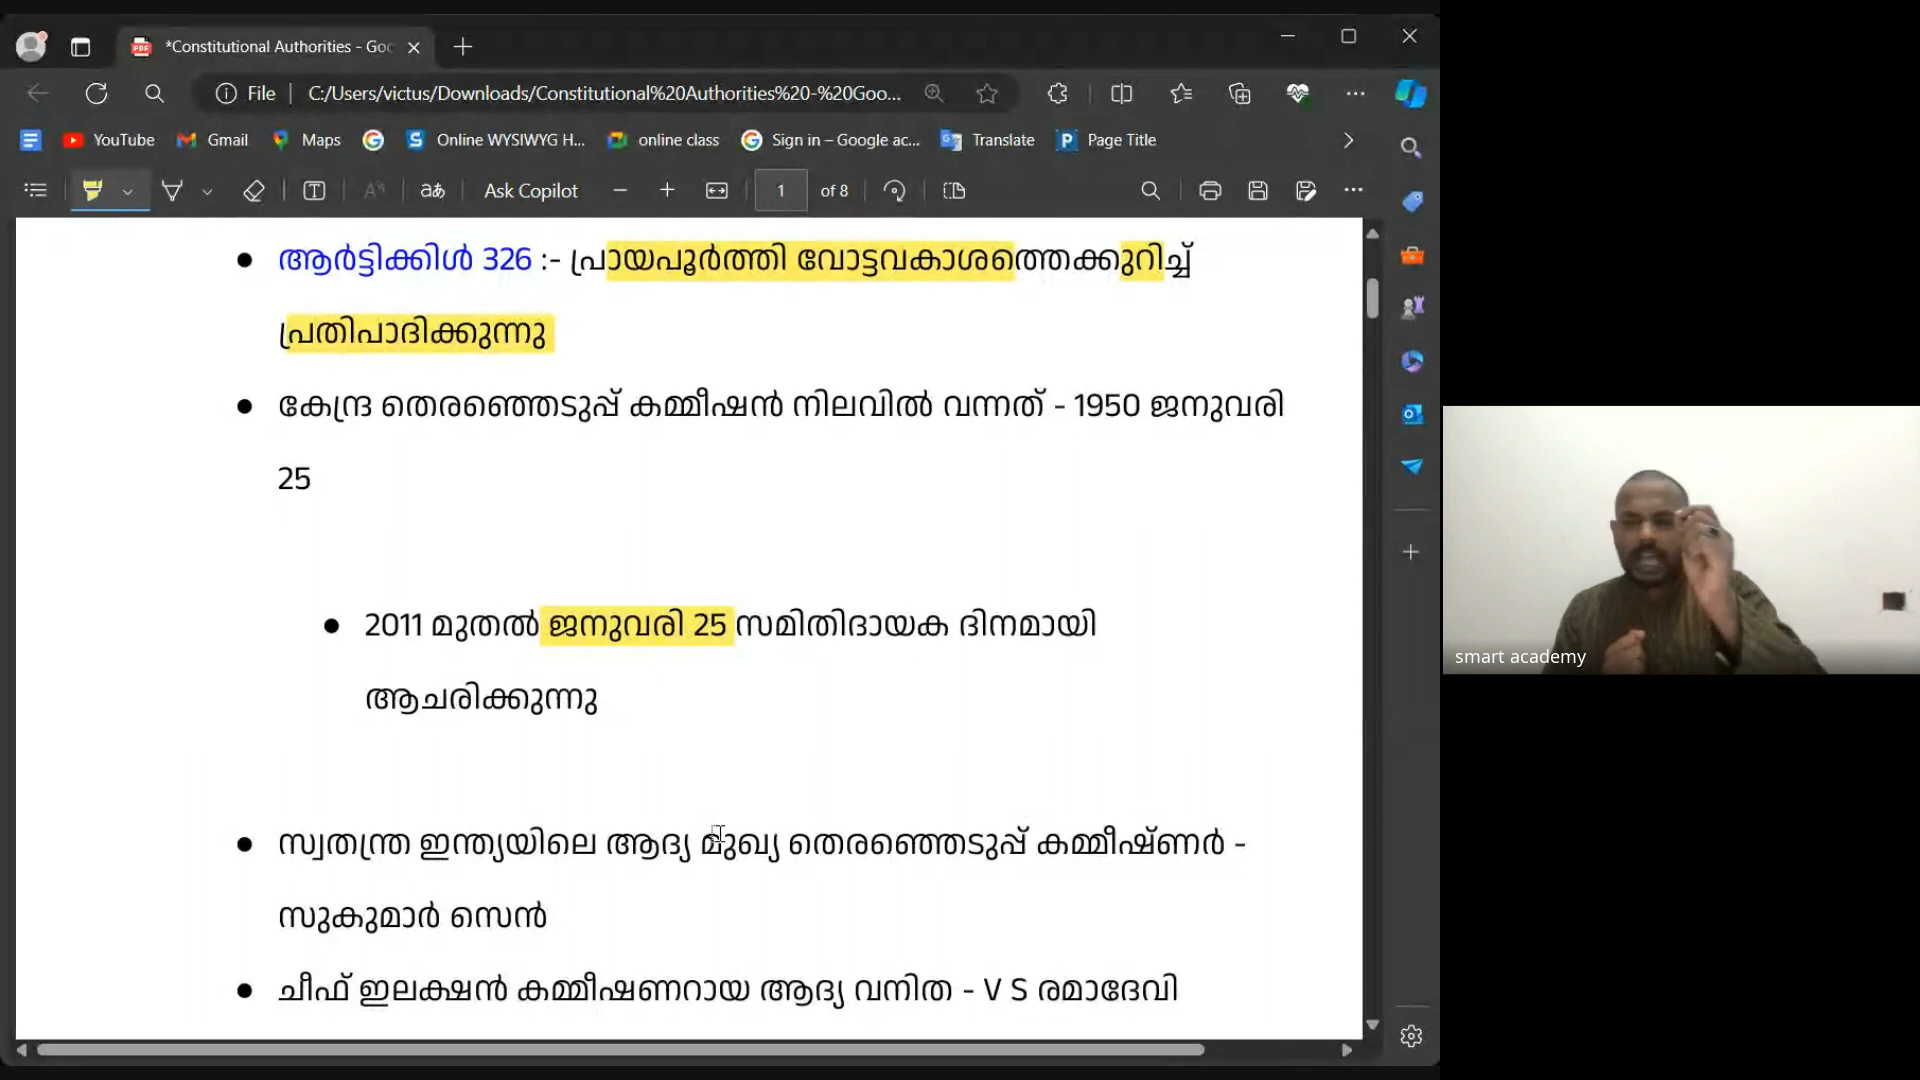 *Constitutional Authorities - Goo
File
C:/Users/victus/Downloads/Constitutional%20Authorities%20-%20Goo...
YouTube Gmail Maps Online WYSIWYG H... online class Sign in – Google ac... Translate Page Title
Ask Copilot 1 of 8
ആർട്ടിക്കിൾ 326 :- പ്രായപൂർത്തി വോട്ടവകാശത്തെക്കുറിച്ച്
പ്രതിപാദിക്കുന്നു
കേന്ദ്ര തെരഞ്ഞെടുപ്പ് കമ്മീഷൻ നിലവിൽ വന്നത് - 1950 ജനുവരി
25
2011 മുതൽ ജനുവരി 25 സമിതിദായക ദിനമായി
ആചരിക്കുന്നു
സ്വതന്ത്ര ഇന്ത്യയിലെ ആദ്യ മുഖ്യ തെരഞ്ഞെടുപ്പ് കമ്മീഷ്ണർ -
സുകുമാർ സെൻ
ചീഫ് ഇലക്ഷൻ കമ്മീഷണറായ ആദ്യ വനിത - V S രമാദേവി
smart academy